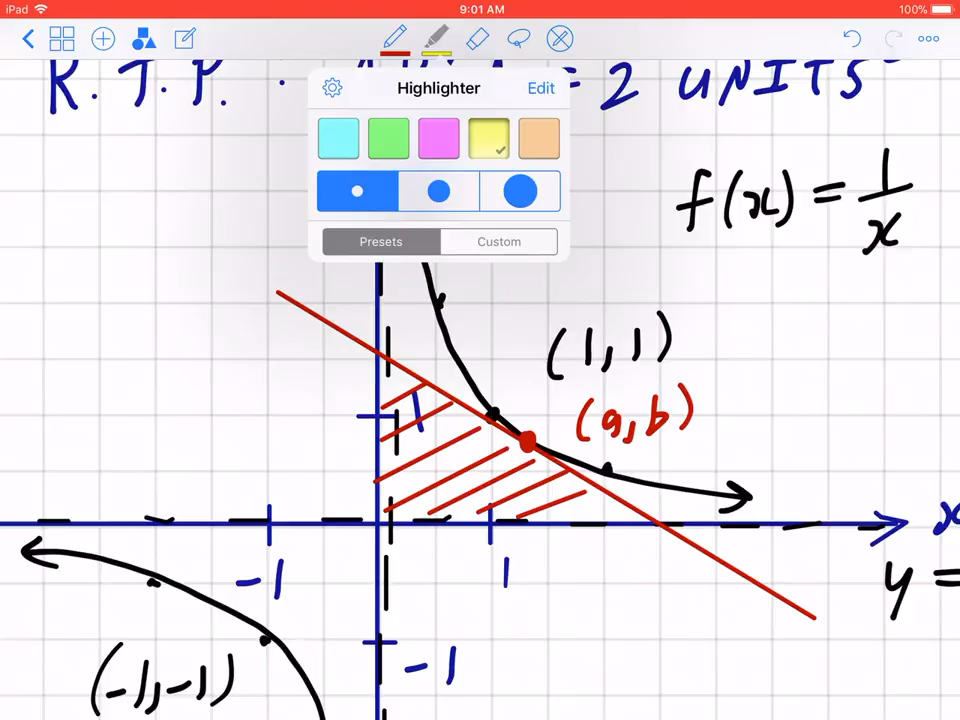 iPad 9:01 AM 100%
Highlighter Edit
R.T.P. = 2 UNITS²
Presets Custom
f(x) = 1/x
(1,1)
(a,b)
1
x
-1 1
y =
-1
(-1,-1)